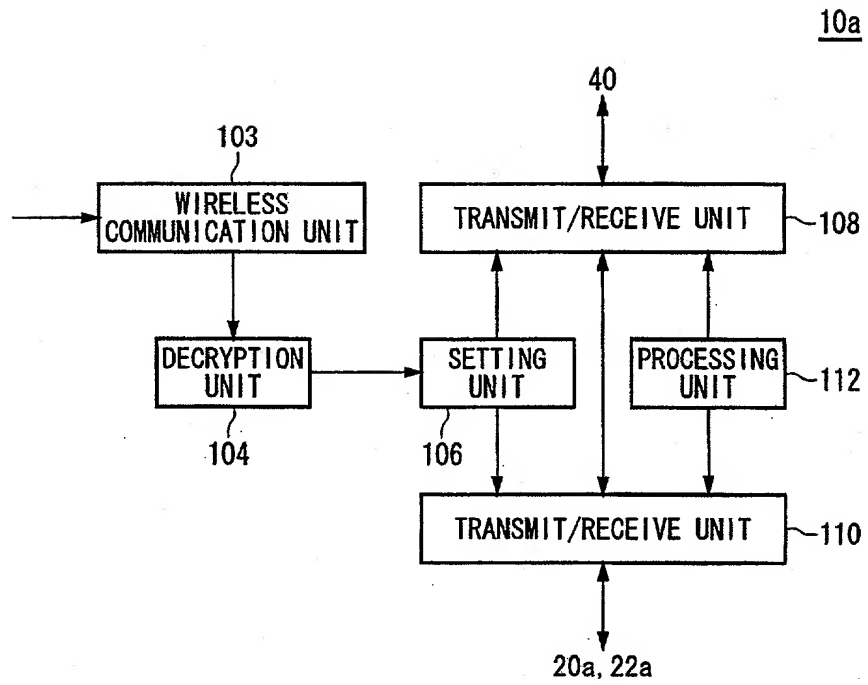 10a
40
103
WIRELESS
COMMUNICATION UNIT
TRANSMIT/RECEIVE UNIT
108
DECRYPTION
UNIT
SETTING
UNIT
PROCESSING
UNIT
112
104
106
TRANSMIT/RECEIVE UNIT
110
20a, 22a